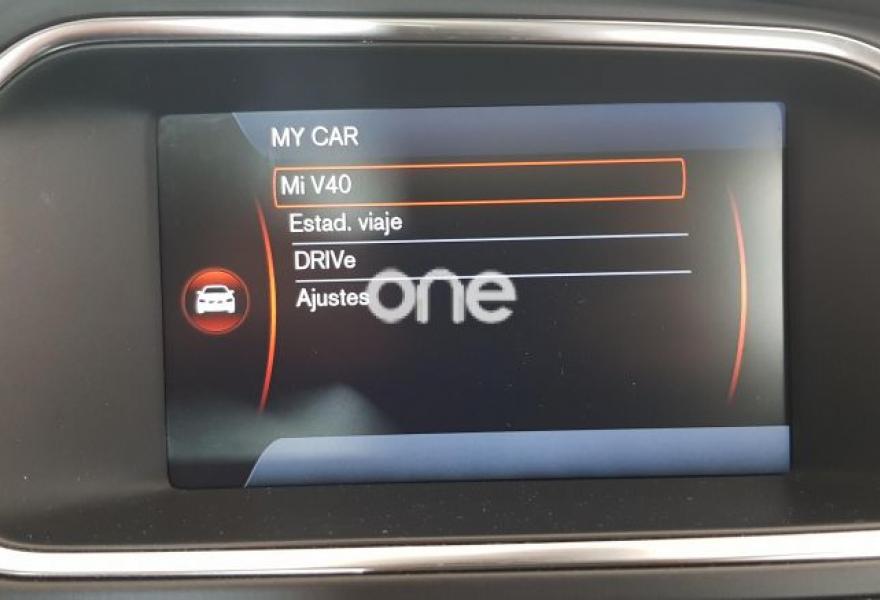 MY CAR
Mi V40
Estad. viaje
DRIVe
Ajustes
one